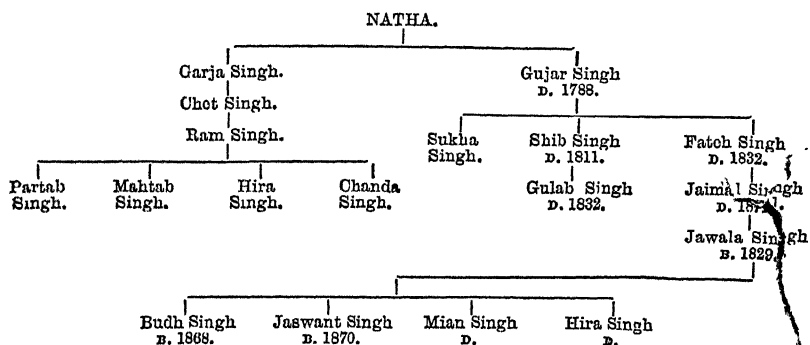 NATHA.
Garja Singh.
Gujar Singh
D. 1788.
Chet Singh.
Ram Singh.
Sukha
Singh.
Shib Singh
D. 1811.
Fateh Singh
D. 1832.
Partab
Singh.
Mahtab
Singh.
Hira
Singh.
Chanda
Singh.
Gulab Singh
D. 1832.
Jaimal Singh
D.
Jawala Singh
B. 1829.
Budh Singh
B. 1868.
Jaswant Singh
B. 1870.
Mian Singh
D.
Hira Singh
D.